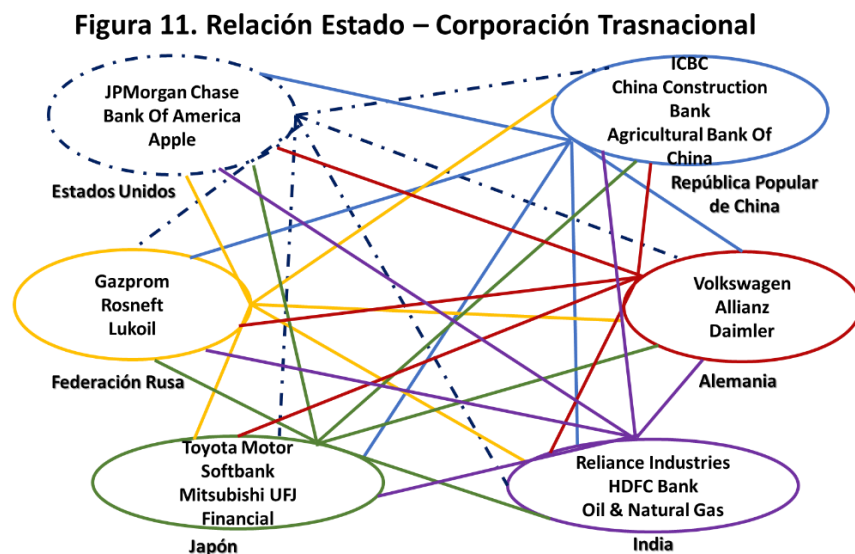 Figura 11. Relación Estado – Corporación Trasnacional
JPMorgan Chase
Bank Of America
Apple
Estados Unidos
ICBC
China Construction
Bank
Agricultural Bank Of
China
República Popular
de China
Gazprom
Rosneft
Lukoil
Federación Rusa
Volkswagen
Allianz
Daimler
Alemania
Toyota Motor
Softbank
Mitsubishi UFJ
Financial
Japón
Reliance Industries
HDFC Bank
Oil & Natural Gas
India